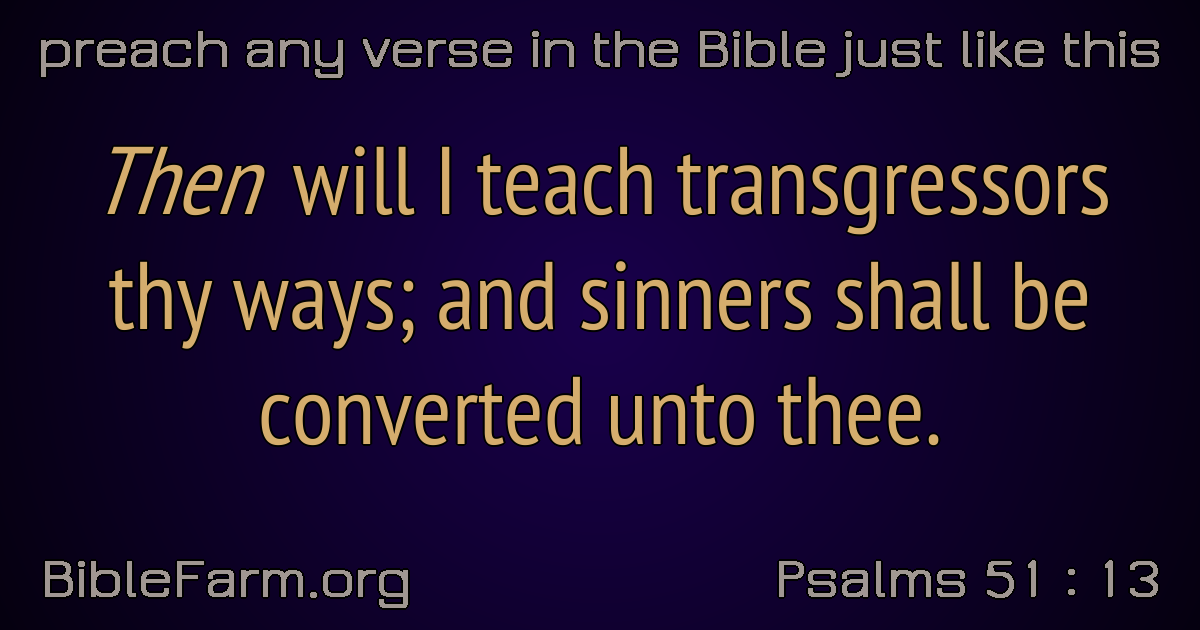 preach any verse in the Bible just like this
Then will I teach transgressors
thy ways; and sinners shall be
converted unto thee.
BibleFarm.org
Psalms 51 : 13